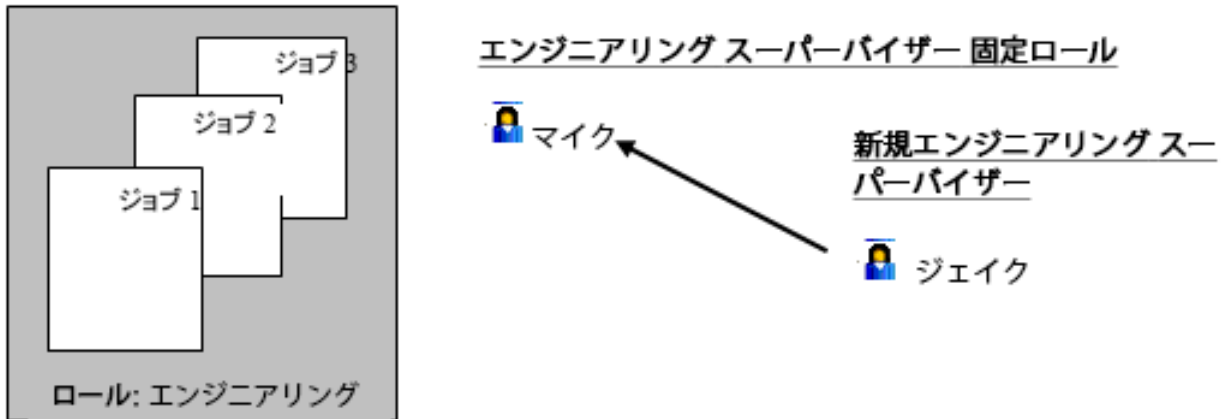 ジョブ 3
ジョブ 2
ジョブ 1
ロール: エンジニアリング
エンジニアリング スーパーバイザー 固定ロール
マイク
新規エンジニアリング スー
パーバイザー
ジェイク